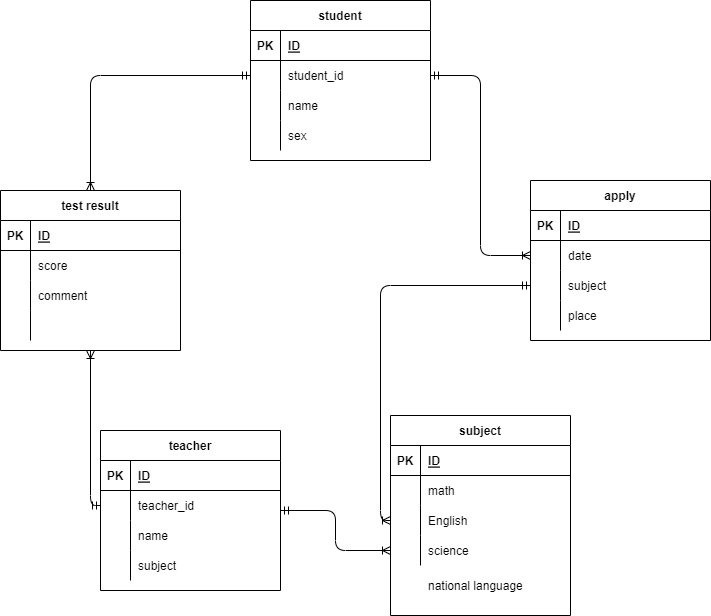 student
PK ID
student_id
name
sex
test result
PK ID
score
comment
apply
PK ID
date
subject
place
teacher
PK ID
teacher_id
name
subject
subject
PK ID
math
English
science
national language